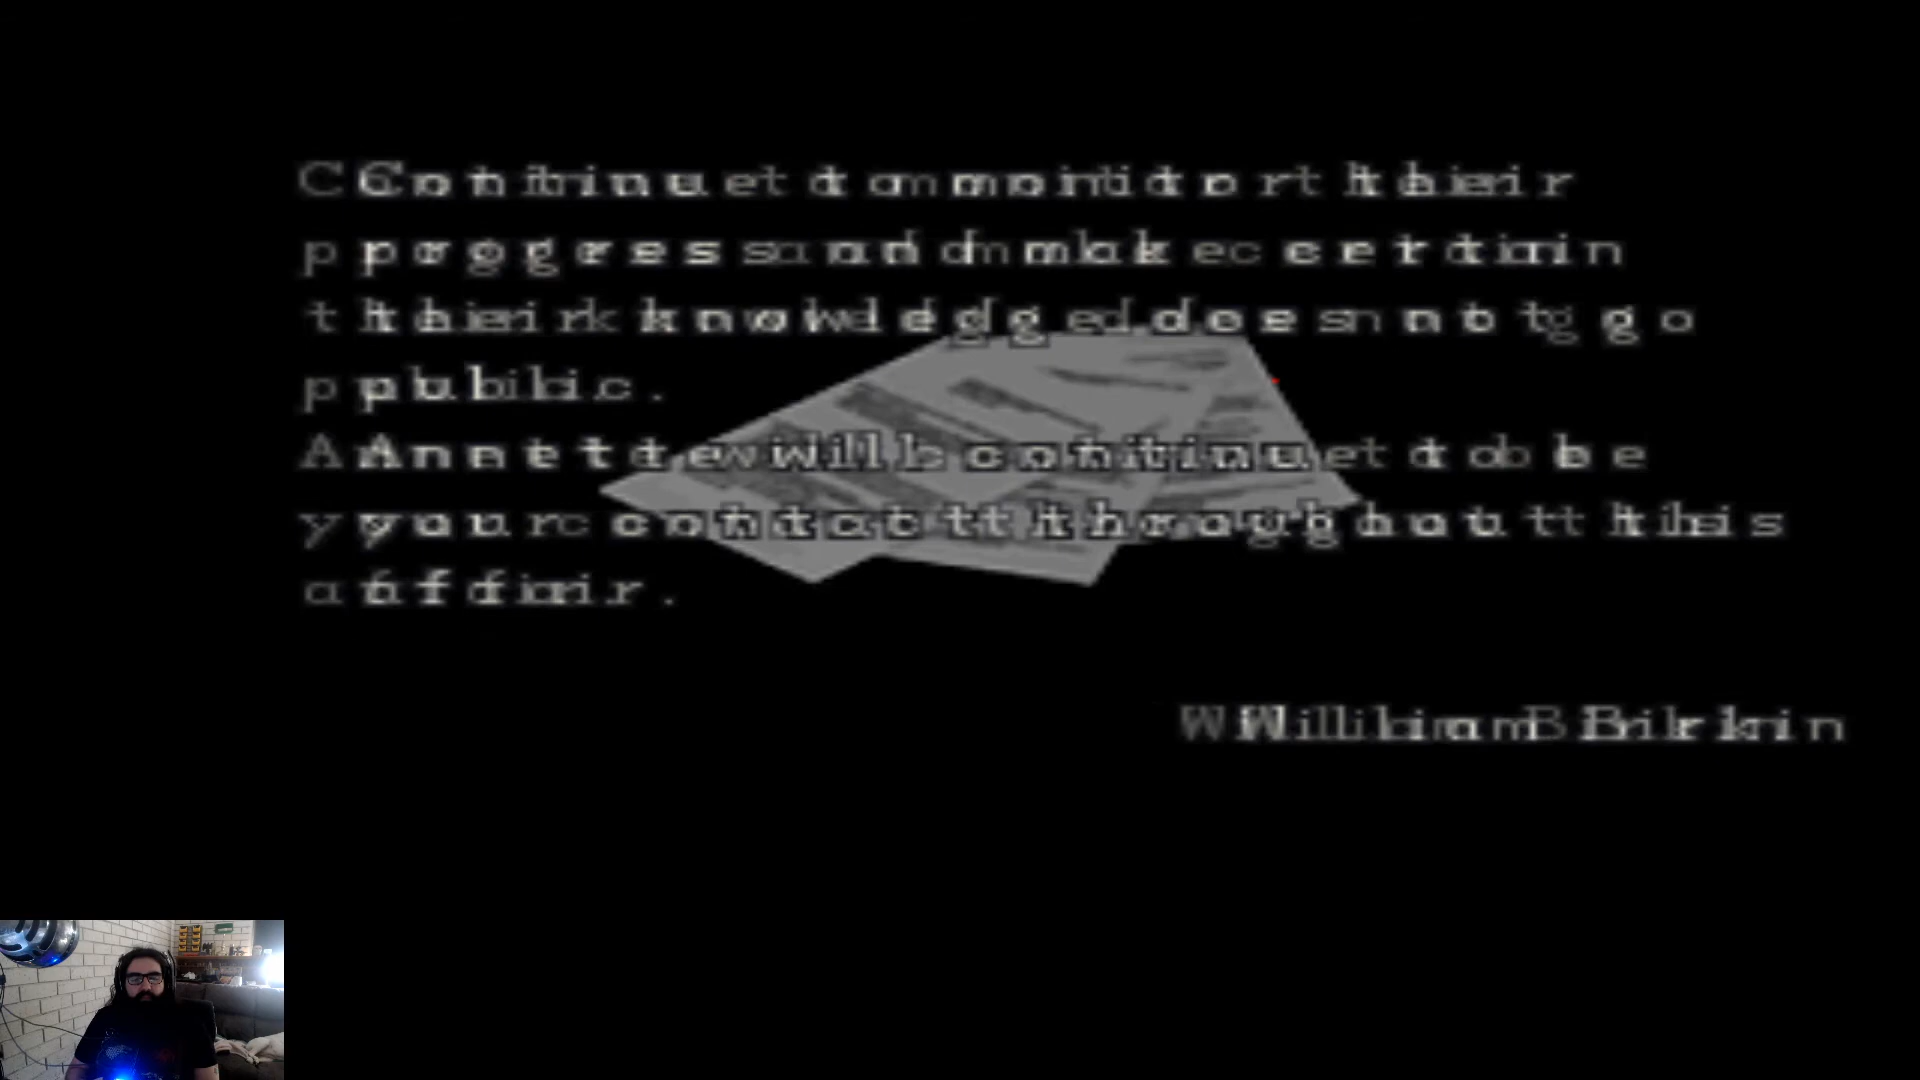 Continue to monitor their
progress and make certain
their knowledge does not go
public.
Annette will continue to be
your contact throughout this
affair.
William Birkin